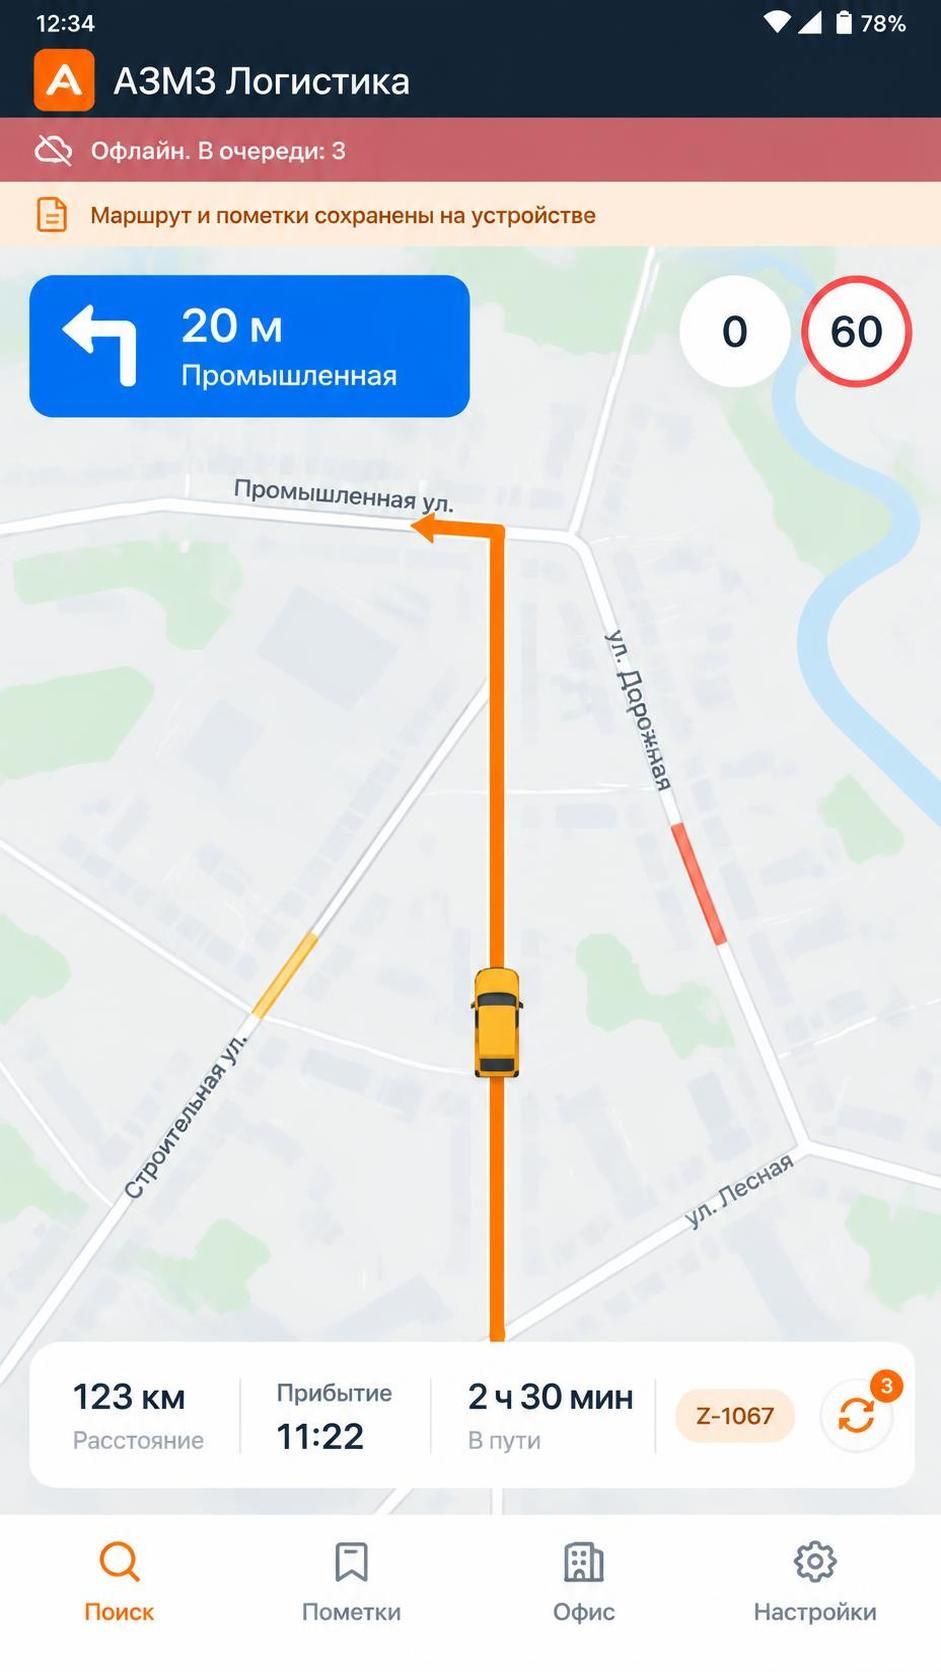 12:34
78%
АЗМЗ Логистика
Офлайн. В очереди: 3
Маршрут и пометки сохранены на устройстве
20 м
Промышленная
0
60
Промышленная ул.
ул. Дорожная
Строительная ул.
ул. Лесная
123 км
Расстояние
Прибытие
11:22
2 ч 30 мин
В пути
Z-1067
3
Поиск
Пометки
Офис
Настройки